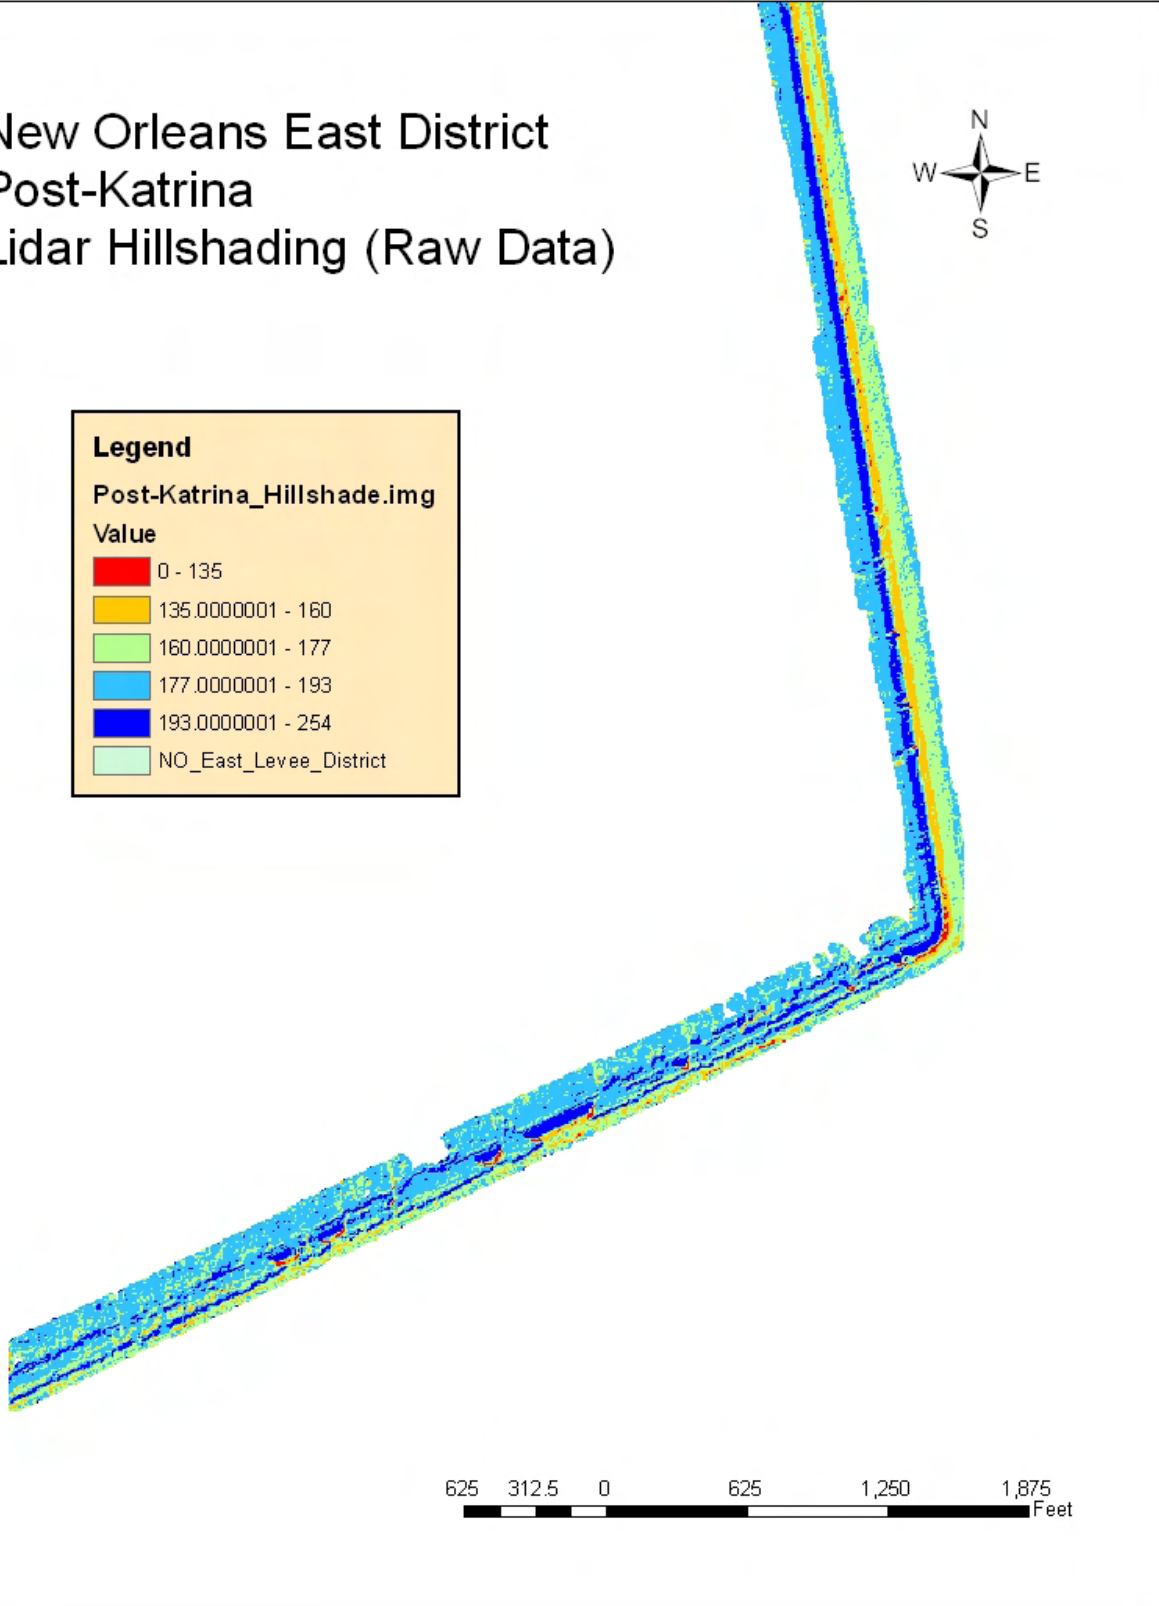 New Orleans East District
Post-Katrina
Lidar Hillshading (Raw Data)
N
W E
S
Legend
Post-Katrina_Hillshade.img
Value
0 - 135
135.0000001 - 160
160.0000001 - 177
177.0000001 - 193
193.0000001 - 254
NO_East_Levee_District
625 312.5 0 625 1,250 1,875
Feet